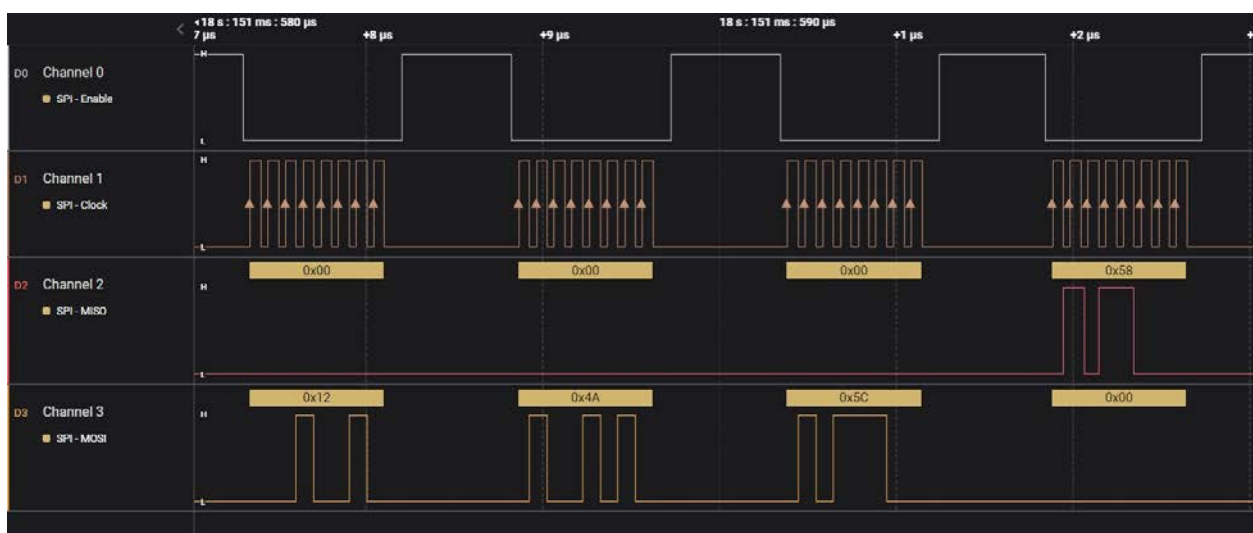 18 s : 151 ms : 580 µs
18 s : 151 ms : 590 µs
7 µs
+8 µs
+9 µs
+1 µs
+2 µs
D0 Channel 0
SPI - Enable
H
L
D1 Channel 1
SPI - Clock
H
L
D2 Channel 2
SPI - MISO
H
L
0x00
0x00
0x00
0x58
D3 Channel 3
SPI - MOSI
H
L
0x12
0x4A
0x5C
0x00